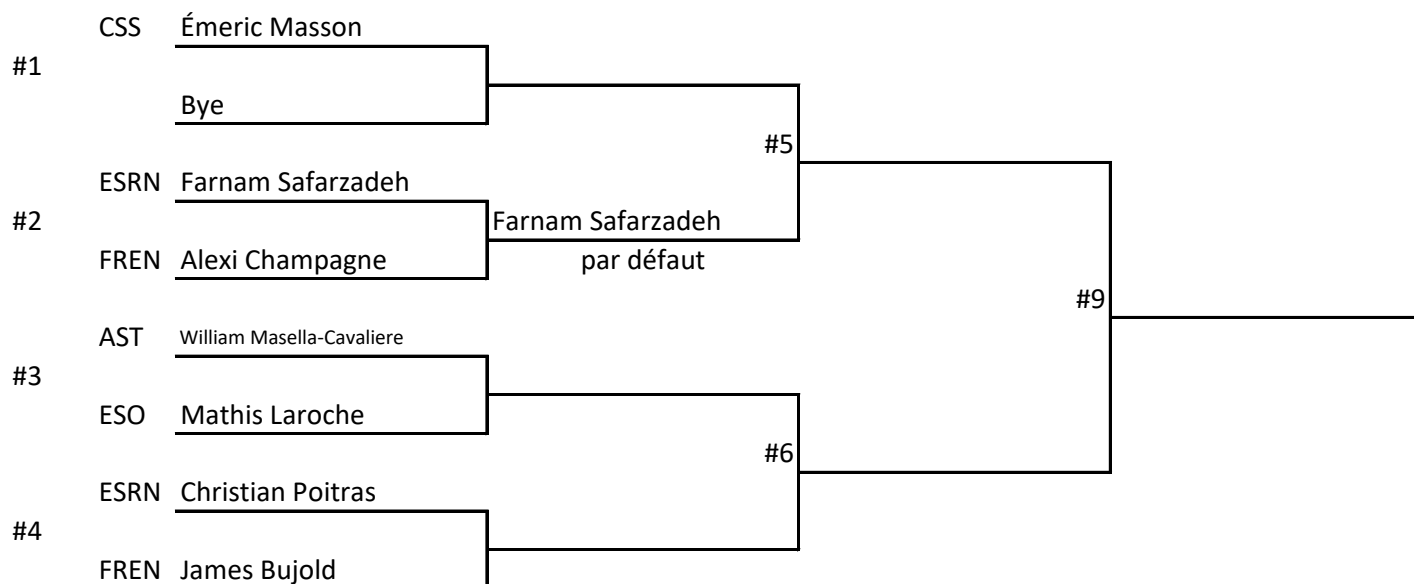 CSS Émeric Masson
#1
Bye
#5
ESRN Farnam Safarzadeh
#2 Farnam Safarzadeh
FREN Alexi Champagne par défaut
#9
AST William Masella-Cavaliere
#3
ESO Mathis Laroche
#6
ESRN Christian Poitras
#4
FREN James Bujold